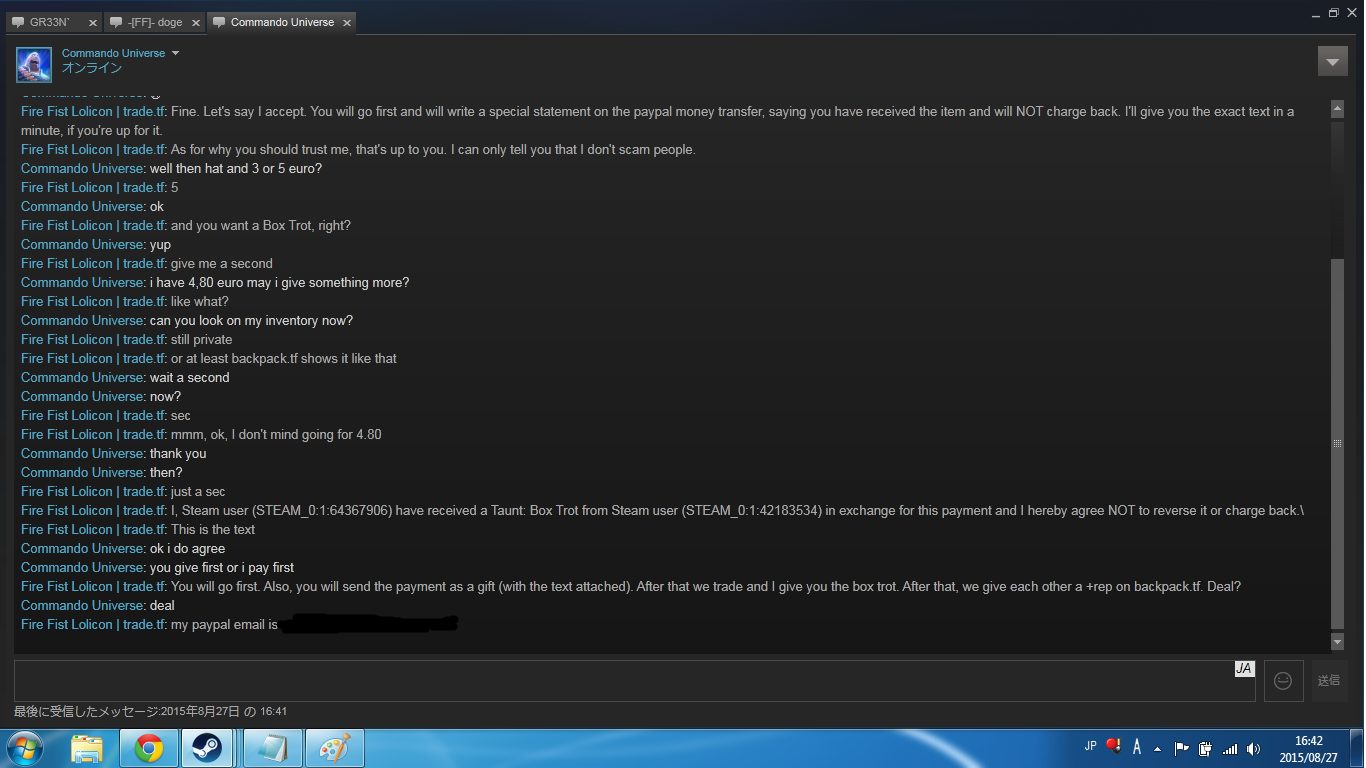 GR33N`
-[FF]- doge
Commando Universe
Commando Universe
オンライン
Commando Universe:
Fire Fist Lolicon | trade.tf: Fine. Let's say I accept. You will go first and will write a special statement on the paypal money transfer, saying you have received the item and will NOT charge back. I'll give you the exact text in a
minute, if you're up for it.
Fire Fist Lolicon | trade.tf: As for why you should trust me, that's up to you. I can only tell you that I don't scam people.
Commando Universe: well then hat and 3 or 5 euro?
Fire Fist Lolicon | trade.tf: 5
Commando Universe: ok
Fire Fist Lolicon | trade.tf: and you want a Box Trot, right?
Commando Universe: yup
Fire Fist Lolicon | trade.tf: give me a second
Commando Universe: i have 4,80 euro may i give something more?
Fire Fist Lolicon | trade.tf: like what?
Commando Universe: can you look on my inventory now?
Fire Fist Lolicon | trade.tf: still private
Fire Fist Lolicon | trade.tf: or at least backpack.tf shows it like that
Commando Universe: wait a second
Commando Universe: now?
Fire Fist Lolicon | trade.tf: sec
Fire Fist Lolicon | trade.tf: mmm, ok, I don't mind going for 4.80
Commando Universe: thank you
Commando Universe: then?
Fire Fist Lolicon | trade.tf: just a sec
Fire Fist Lolicon | trade.tf: I, Steam user (STEAM_0:1:64367906) have received a Taunt: Box Trot from Steam user (STEAM_0:1:42183534) in exchange for this payment and I hereby agree NOT to reverse it or charge back.\
Fire Fist Lolicon | trade.tf: This is the text
Commando Universe: ok i do agree
Commando Universe: you give first or i pay first
Fire Fist Lolicon | trade.tf: You will go first. Also, you will send the payment as a gift (with the text attached). After that we trade and I give you the box trot. After that, we give each other a +rep on backpack.tf. Deal?
Commando Universe: deal
Fire Fist Lolicon | trade.tf: my paypal email is
JA
送信
最後に受信したメッセージ:2015年8月27日 の 16:41
JP
A
16:42
2015/08/27